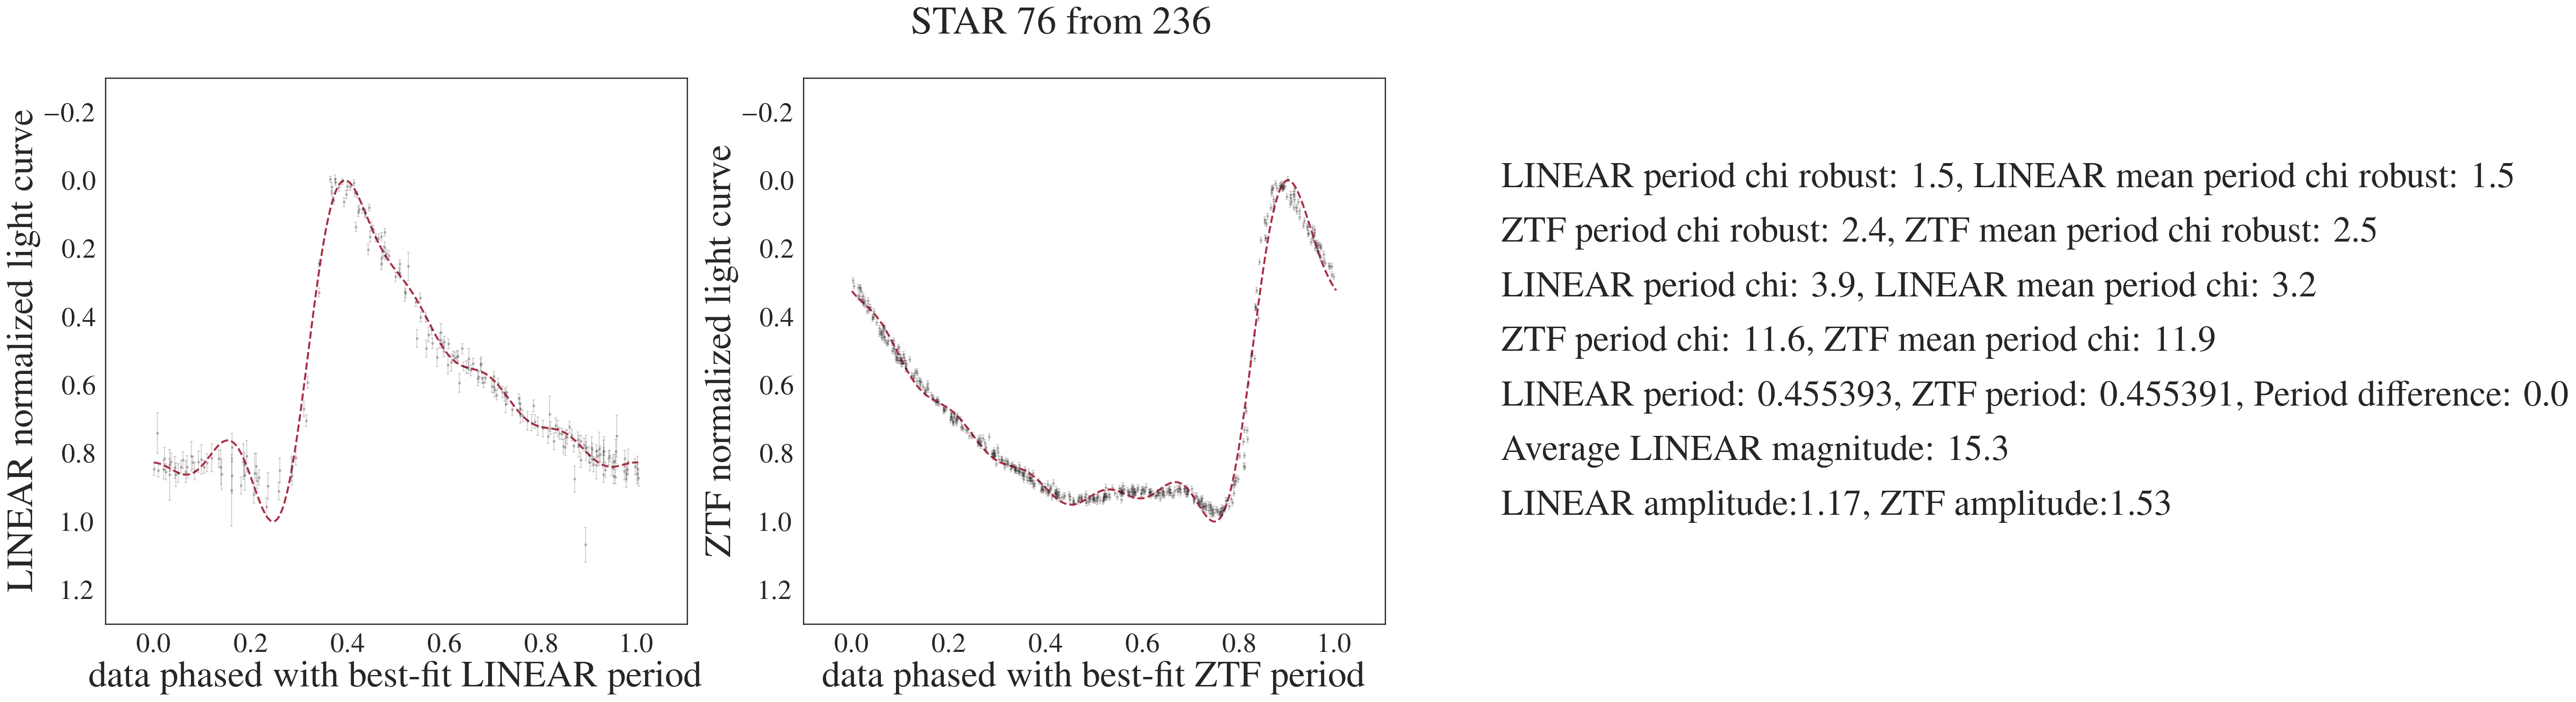 STAR 76 from 236
LINEAR normalized light curve
−0.2
0.0
0.2
0.4
0.6
0.8
1.0
1.2
0.0 0.2 0.4 0.6 0.8 1.0
data phased with best-fit LINEAR period
ZTF normalized light curve
−0.2
0.0
0.2
0.4
0.6
0.8
1.0
1.2
0.0 0.2 0.4 0.6 0.8 1.0
data phased with best-fit ZTF period
LINEAR period chi robust: 1.5, LINEAR mean period chi robust: 1.5
ZTF period chi robust: 2.4, ZTF mean period chi robust: 2.5
LINEAR period chi: 3.9, LINEAR mean period chi: 3.2
ZTF period chi: 11.6, ZTF mean period chi: 11.9
LINEAR period: 0.455393, ZTF period: 0.455391, Period difference: 0.0
Average LINEAR magnitude: 15.3
LINEAR amplitude:1.17, ZTF amplitude:1.53